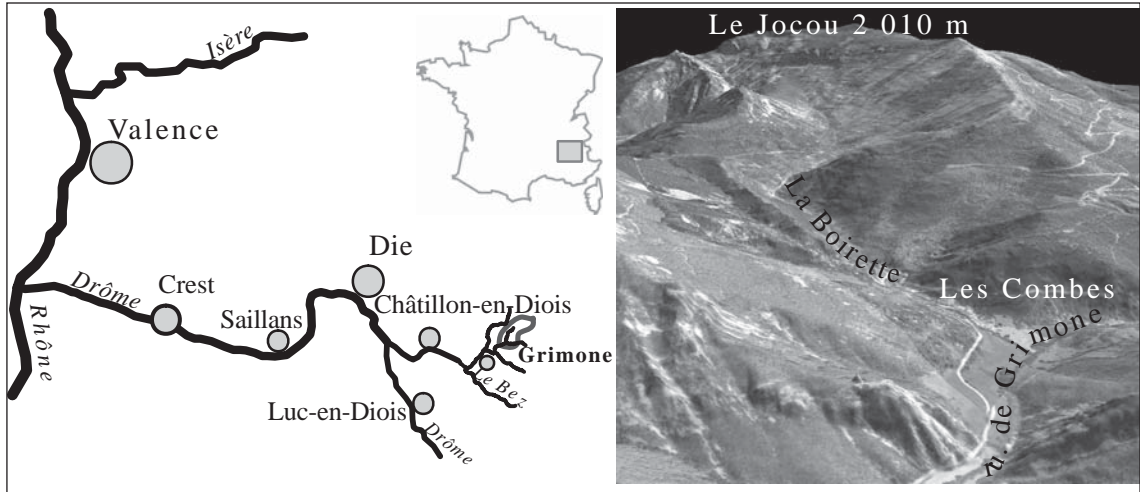 Isère
Valence
Die
Drôme
Crest
Châtillon-en-Diois
Saillans
Rhône
Grimone
Le Bez
Luc-en-Diois
Drôme
Le Jocou 2 010 m
La Boirette
Les Combes
ru. de Grimone